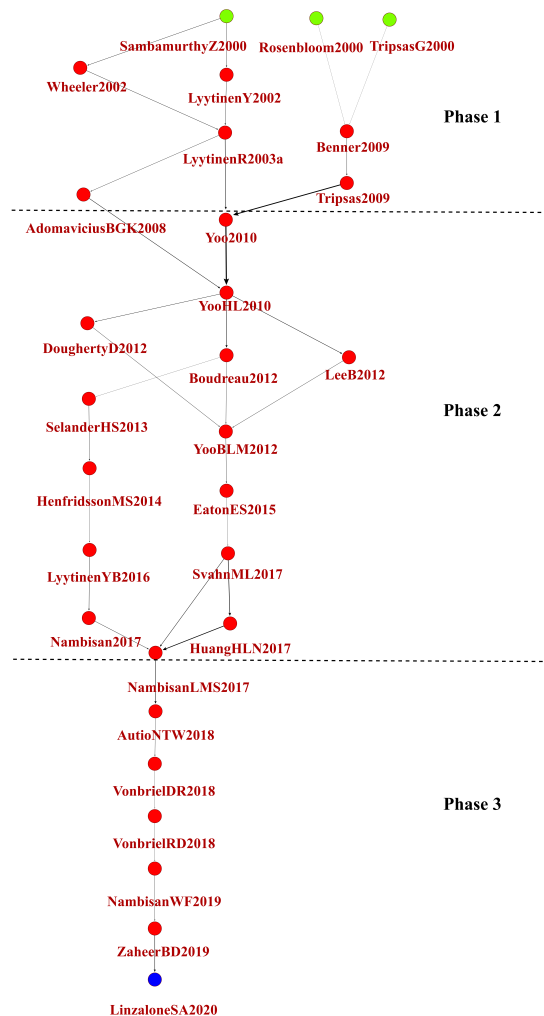 SambamurthyZ2000
Rosenbloom2000
TripsasG2000
Wheeler2002
LyytinenY2002
Phase 1
Benner2009
LyytinenR2003a
Tripsas2009
AdomaviciusBGK2008
Yoo2010
YooHL2010
DoughertyD2012
LeeB2012
Boudreau2012
Phase 2
SelanderHS2013
YooBLM2012
HenfridssonMS2014
EatonES2015
LyytinenYB2016
SvahnML2017
Nambisan2017
HuangHLN2017
NambisanLMS2017
AutioNTW2018
VonbrielDR2018
Phase 3
VonbrielRD2018
NambisanWF2019
ZaheerBD2019
LinzaloneSA2020